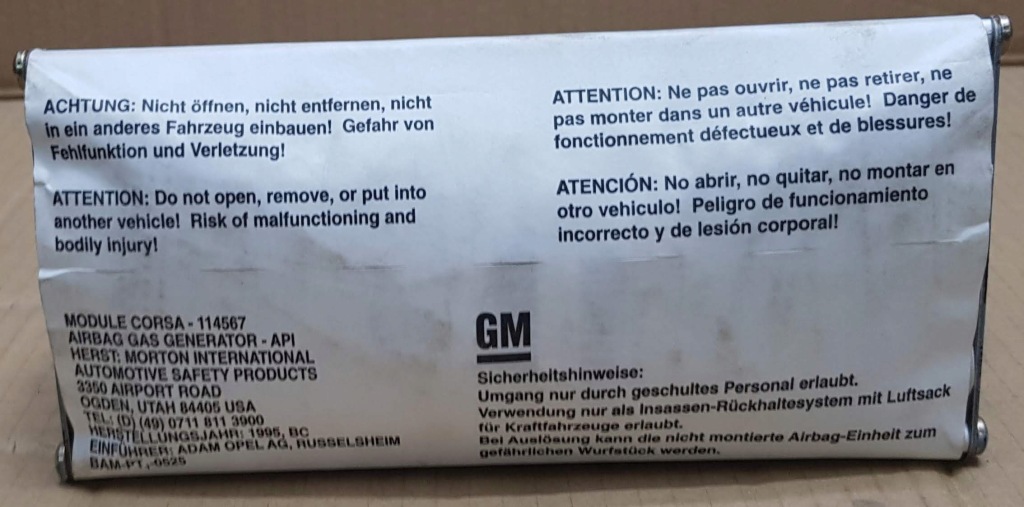 ACHTUNG: Nicht öffnen, nicht entfernen, nicht
in ein anderes Fahrzeug einbauen! Gefahr von
Fehlfunktion und Verletzung!
ATTENTION: Do not open, remove, or put into
another vehicle! Risk of malfunctioning and
bodily injury!
ATTENTION: Ne pas ouvrir, ne pas retirer, ne
pas monter dans un autre véhicule! Danger de
fonctionnement défectueux et de blessures!
ATENCIÓN: No abrir, no quitar, no montar en
otro vehiculo! Peligro de funcionamiento
incorrecto y de lesión corporal!
MODULE CORSA - 114567
AIRBAG GAS GENERATOR - API
HERST: MORTON INTERNATIONAL
AUTOMOTIVE SAFETY PRODUCTS
3350 AIRPORT ROAD
OGDEN, UTAH 84405 USA
TEL: (D) (49) 0711 811 3900
HERSTELLUNGSJAHR: 1995, BC
EINFÜHRER: ADAM OPEL AG, RUSSELSHEIM
BAM-PT,-0525
GM
Sicherheitshinweise:
Umgang nur durch geschultes Personal erlaubt.
Verwendung nur als Insassen-Rückhaltesystem mit Luftsack
für Kraftfahrzeuge erlaubt.
Bei Auslösung kann die nicht montierte Airbag-Einheit zum
gefährlichen Wurfstück werden.